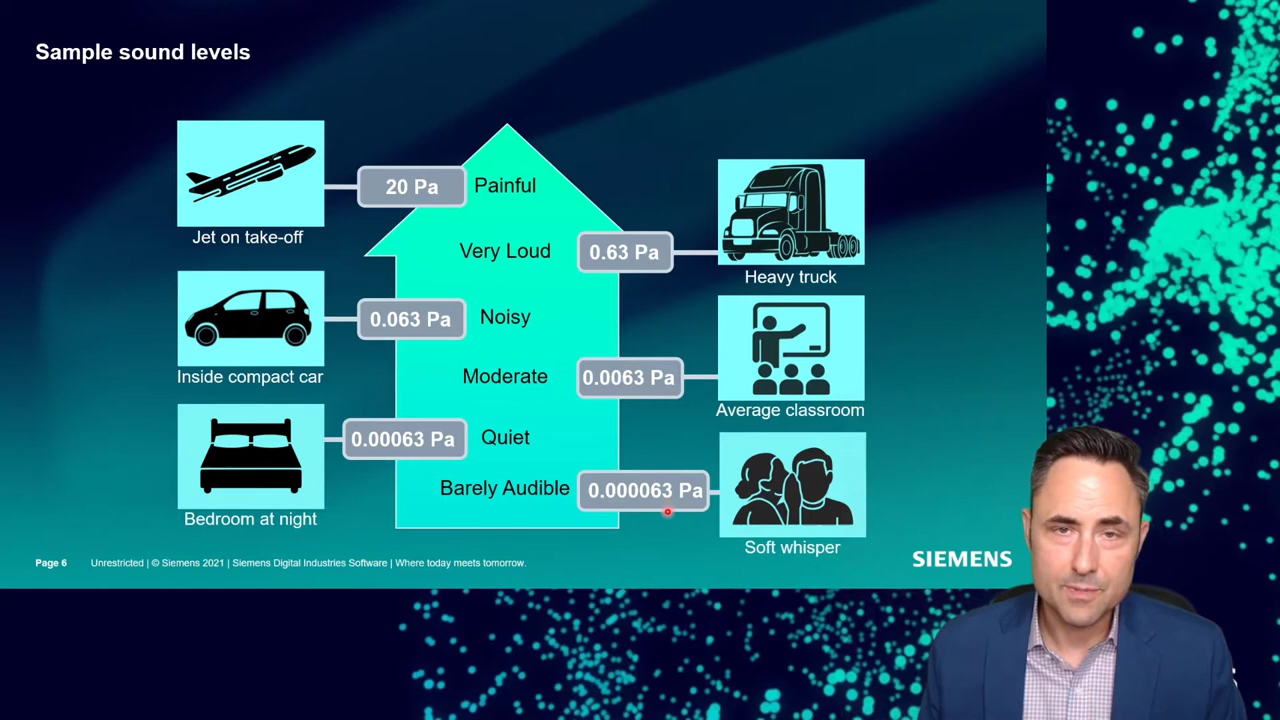 Sample sound levels
20 Pa
Painful
Jet on take-off
Very Loud
0.63 Pa
Heavy truck
0.063 Pa
Noisy
Inside compact car
Moderate
0.0063 Pa
Average classroom
0.00063 Pa
Quiet
Bedroom at night
Barely Audible
0.000063 Pa
Soft whisper
Page 6
Unrestricted | © Siemens 2021 | Siemens Digital Industries Software | Where today meets tomorrow.
SIEMENS